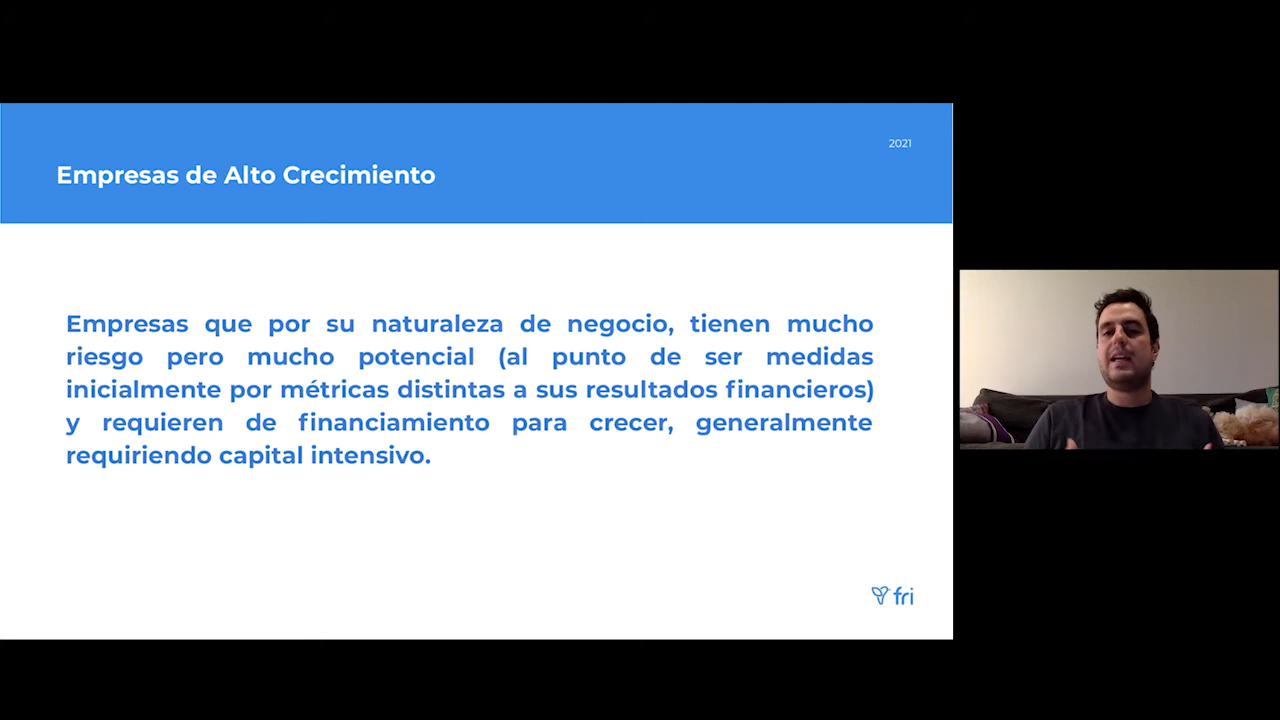 2021
Empresas de Alto Crecimiento
Empresas que por su naturaleza de negocio, tienen mucho
riesgo pero mucho potencial (al punto de ser medidas
inicialmente por métricas distintas a sus resultados financieros)
y requieren de financiamiento para crecer, generalmente
requiriendo capital intensivo.
fri